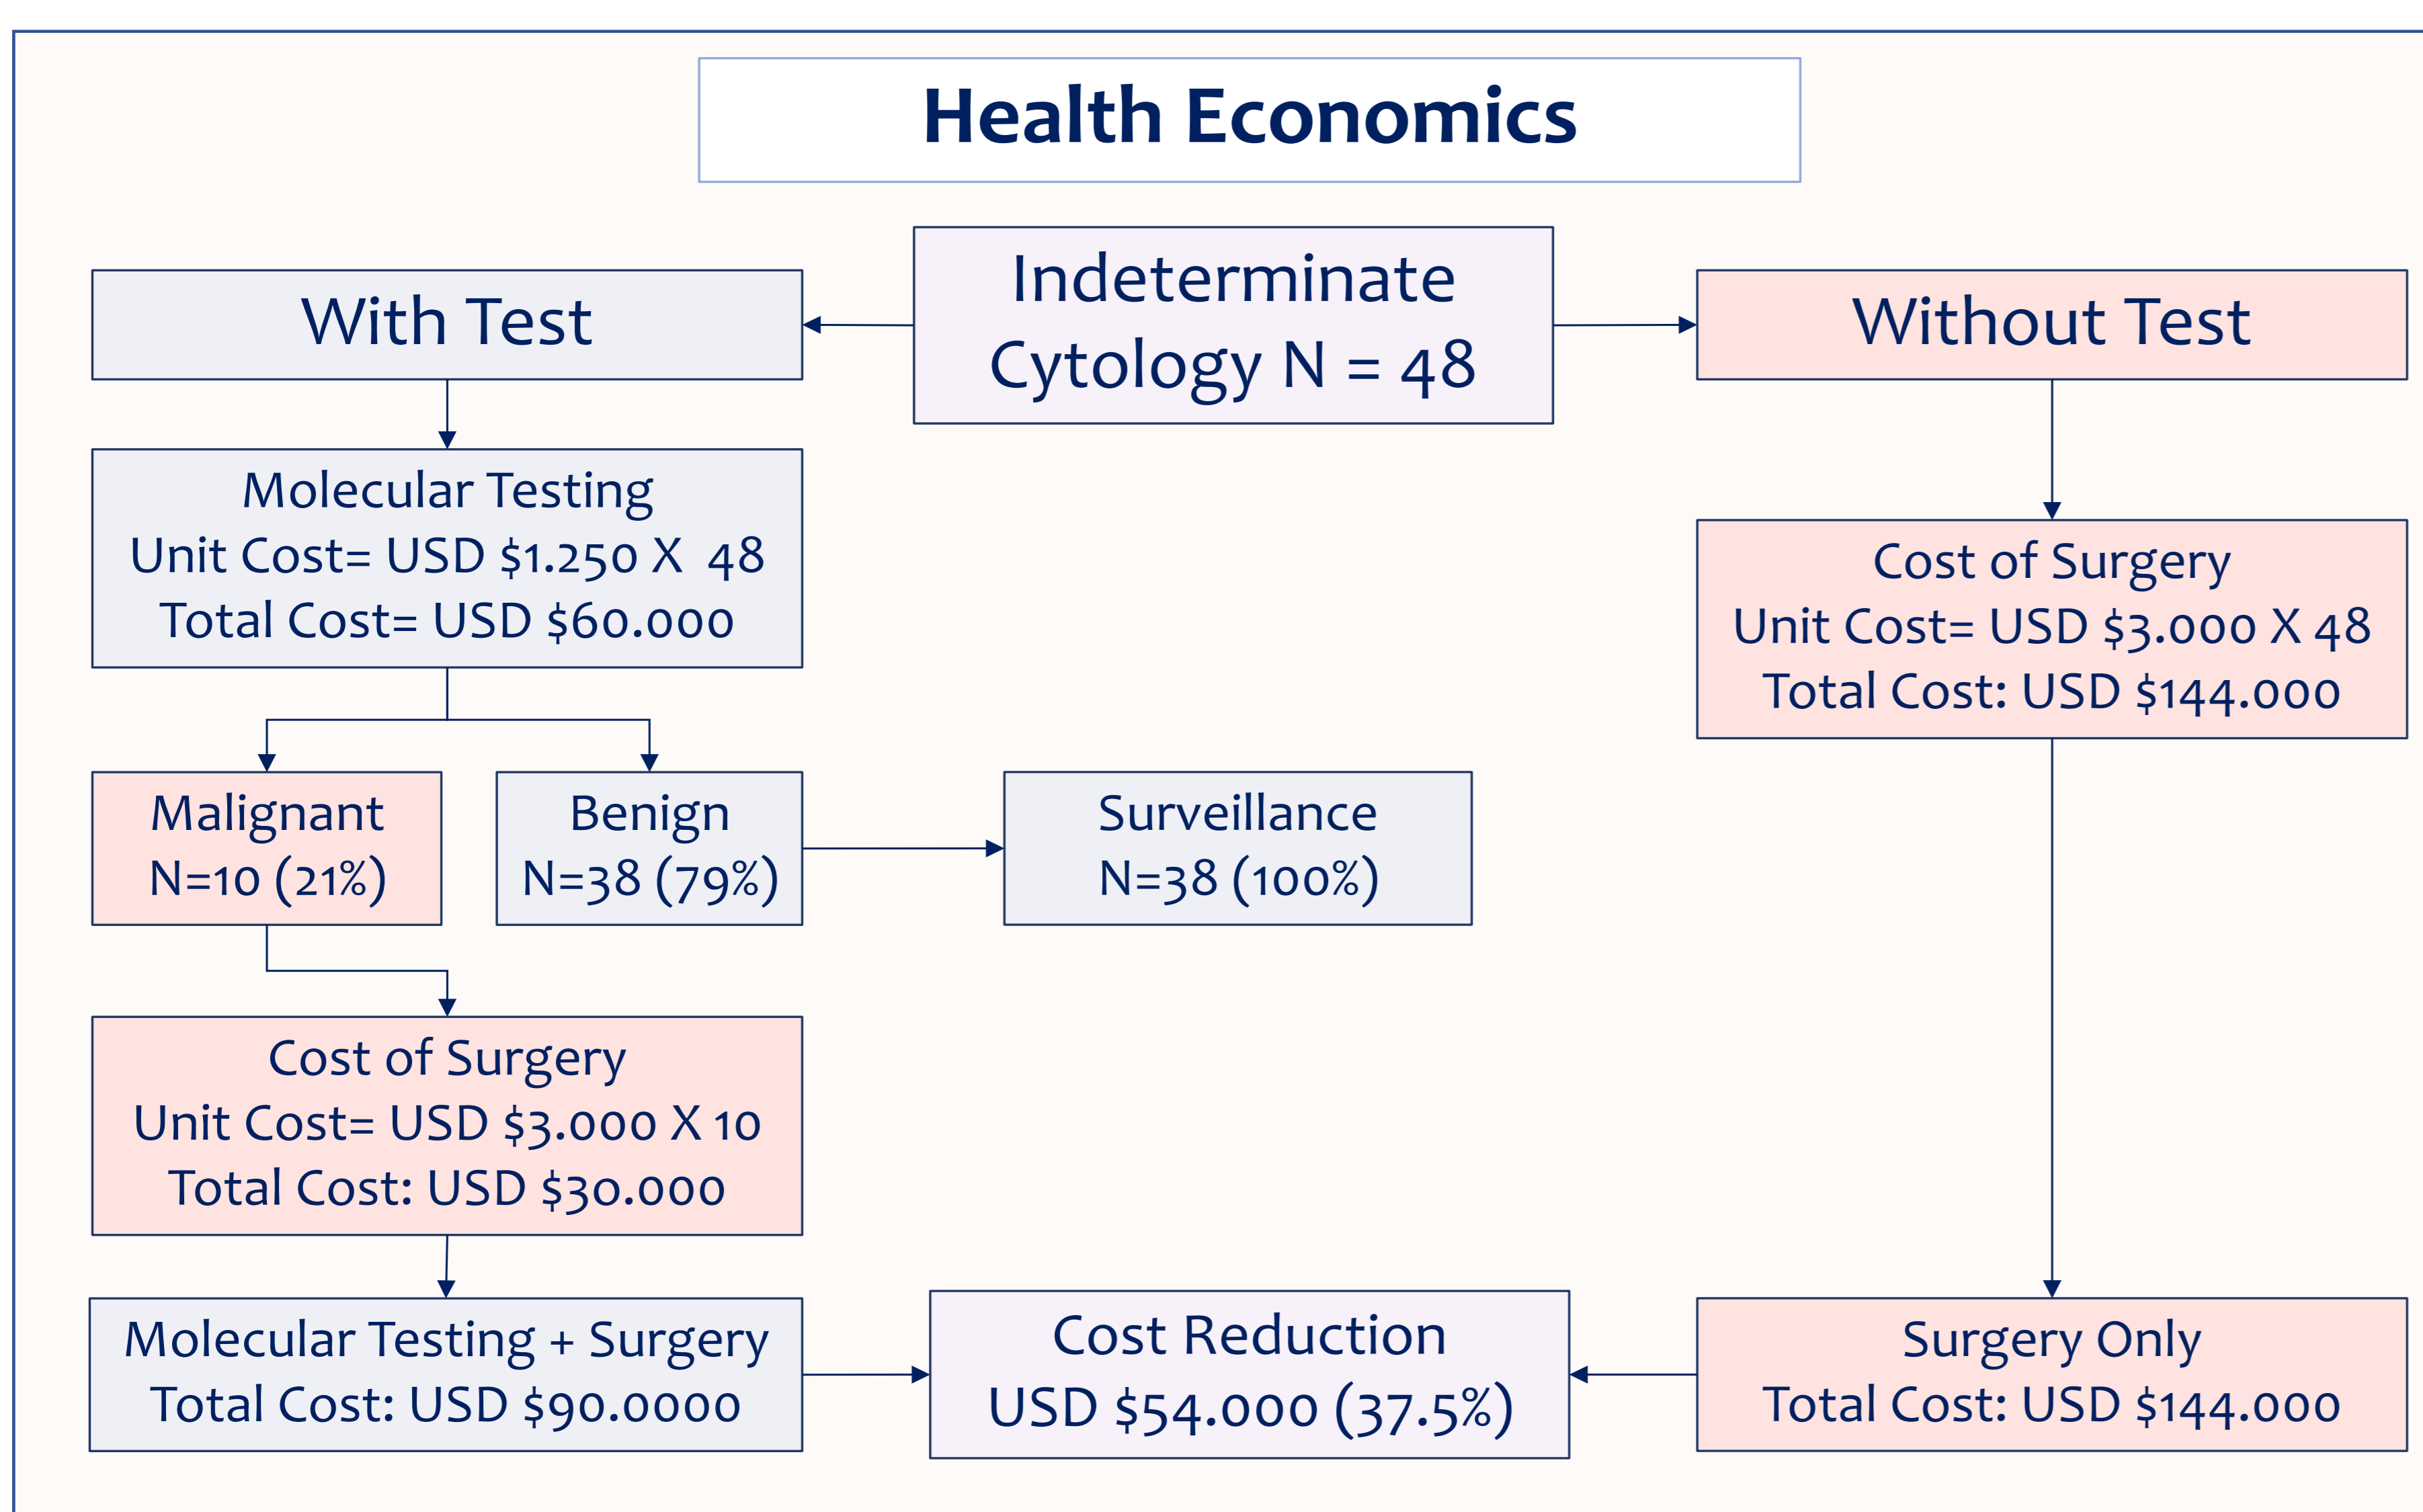 Health Economics
Indeterminate
Cytology N = 48
With Test
Without Test
Molecular Testing
Unit Cost= USD $1.250 X  48
Total Cost= USD $60.000
Cost of Surgery
Unit Cost= USD $3.000 X 48
Total Cost: USD $144.000
Malignant
N=10 (21%)
Benign
N=38 (79%)
Surveillance
N=38 (100%)
Cost of Surgery
Unit Cost= USD $3.000 X 10
Total Cost: USD $30.000
Molecular Testing + Surgery
Total Cost: USD $90.0000
Cost Reduction
USD $54.000 (37.5%)
Surgery Only
Total Cost: USD $144.000